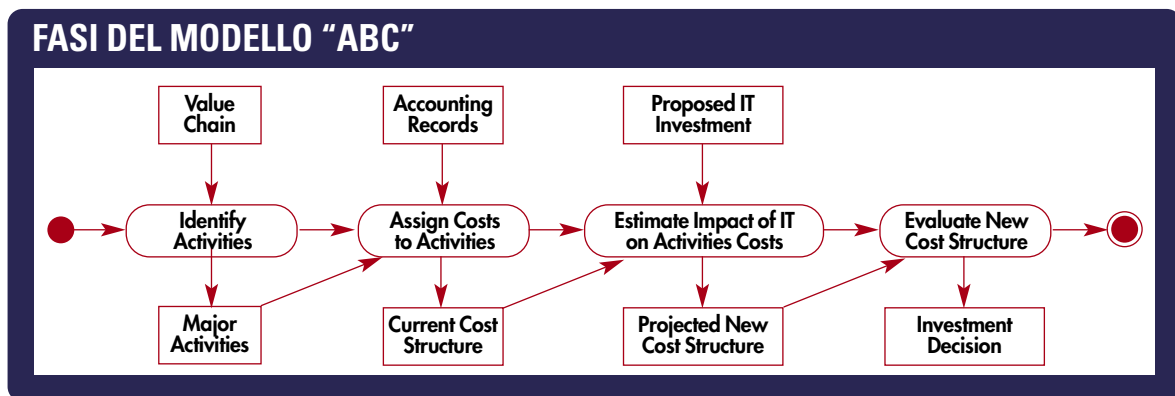 FASI DEL MODELLO “ABC”
Value
Chain
Accounting
Records
Proposed IT
Investment
Identify
Activities
Assign Costs
to Activities
Estimate Impact of IT
on Activities Costs
Evaluate New
Cost Structure
Major
Activities
Current Cost
Structure
Projected New
Cost Structure
Investment
Decision